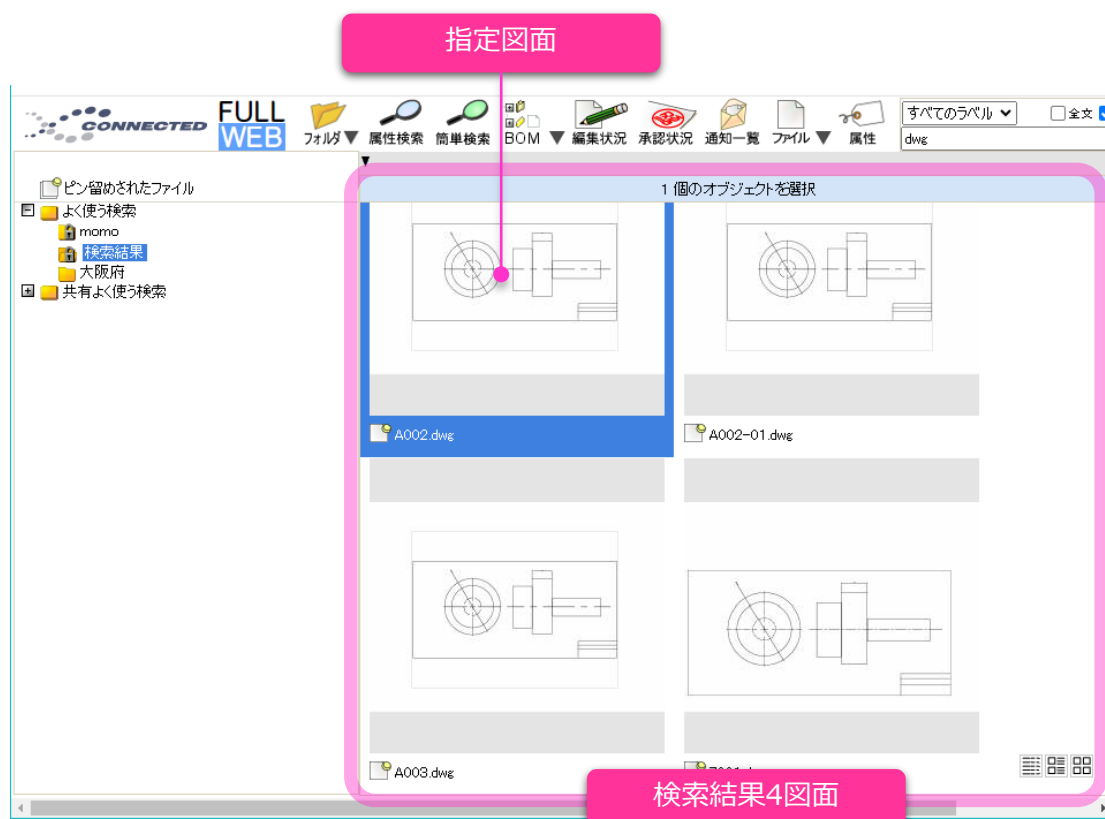 指定図面
CONNECTED
FULL
WEB
フォルダ▼
属性検索
簡単検索
BOM ▼
編集状況
承認状況
通知一覧
ファイル ▼
属性
すべてのラベル
全文
dwg
ピン留めされたファイル
よく使う検索
momo
検索結果
大阪府
共有よく使う検索
1 個のオブジェクトを選択
A002.dwg
A002-01.dwg
A003.dwg
検索結果4図面